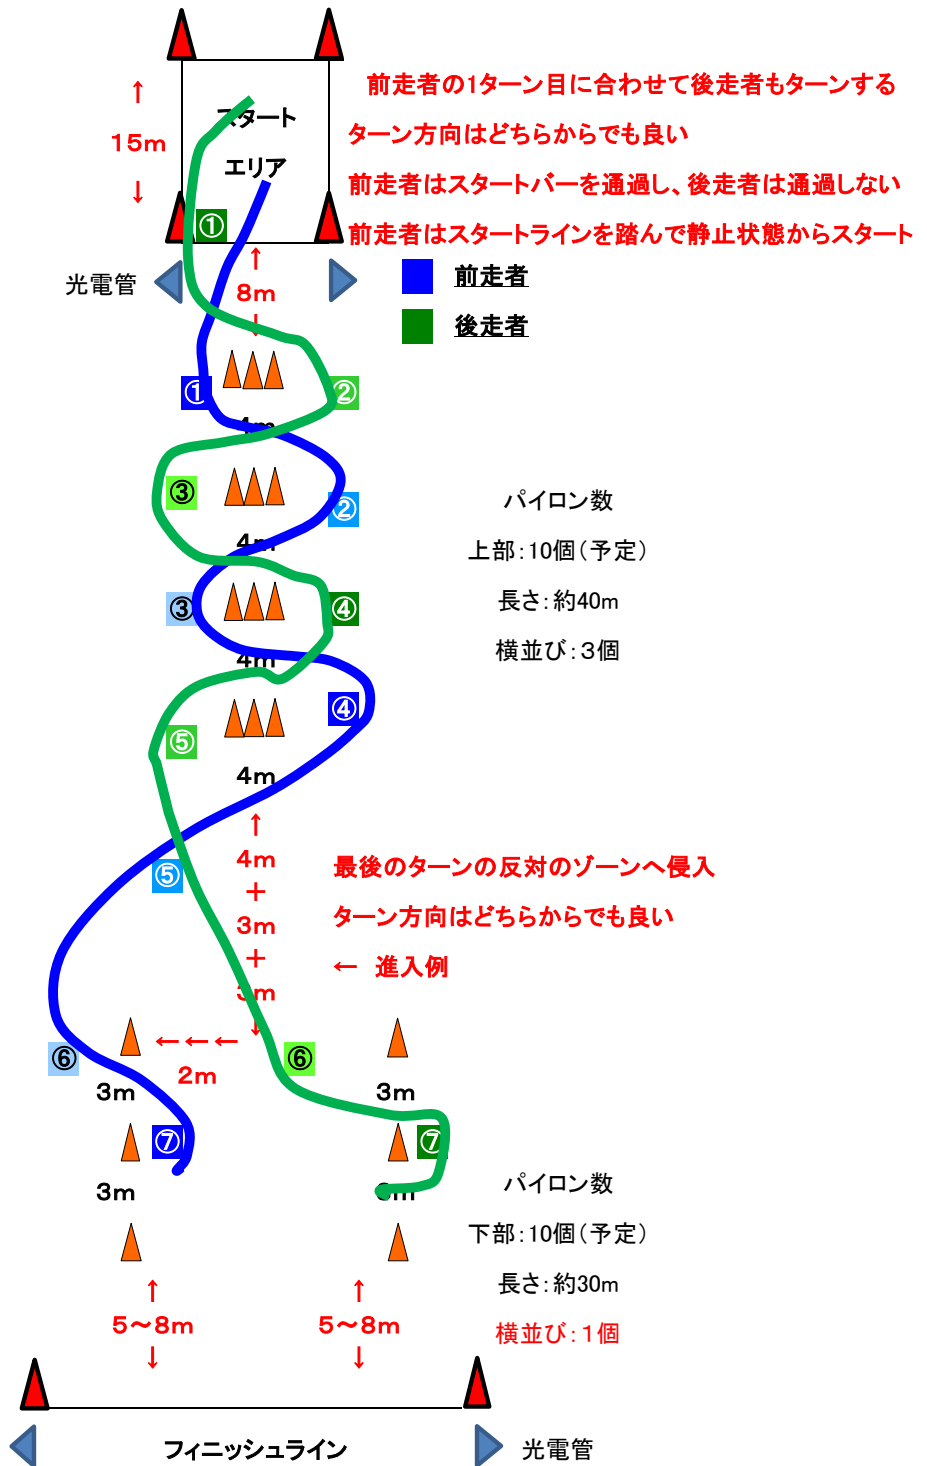 前走者の1ターン目に合わせて後走者もターンする
ターン方向はどちらからでも良い
前走者はスタートバーを通過し、後走者は通過しない
前走者はスタートラインを踏んで静止状態からスタート
↑
15m
↓
スタート
エリア
①
光電管
↑
8m
↓
前走者
後走者
①
②
4m
③
②
4m
③
④
4m
④
⑤
4m
パイロン数
上部：10個（予定）
長さ：約40m
横並び：３個
↑
4m
＋
3m
＋
3m
↓
⑤
最後のターンの反対のゾーンへ侵入
ターン方向はどちらからでも良い
← 進入例
←←←
2m
⑥
⑥
3m
3m
⑦
⑦
3m
3m
パイロン数
下部：10個（予定）
長さ：約30m
横並び：１個
↑
5～8m
↓
↑
5～8m
↓
フィニッシュライン
光電管